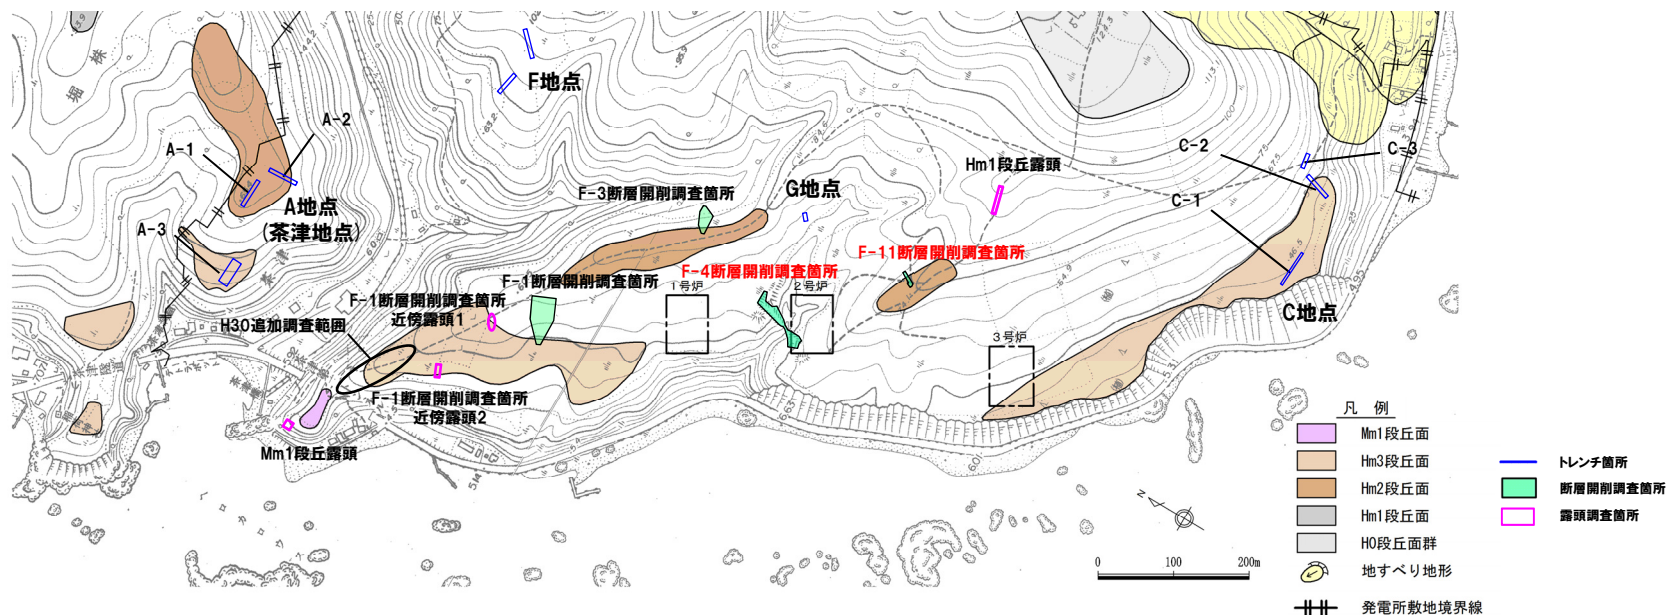 F地点
A-2
A-1
A地点
(茶津地点)
A-3
F-3断層開削調査箇所
G地点
Hm1段丘露頭
C-2
C-3
C-1
C地点
F-11断層開削調査箇所
F-4断層開削調査箇所
F-1断層開削調査箇所
F-1断層開削調査箇所
近傍露頭1
H30追加調査範囲
1号炉
2号炉
3号炉
F-1断層開削調査箇所
近傍露頭2
Mm1段丘露頭
堀株
茶津
凡 例
Mm1段丘面
Hm3段丘面
Hm2段丘面
Hm1段丘面
H0段丘面群
地すべり地形
発電所敷地境界線
トレンチ箇所
断層開削調査箇所
露頭調査箇所
N
0 100 200m